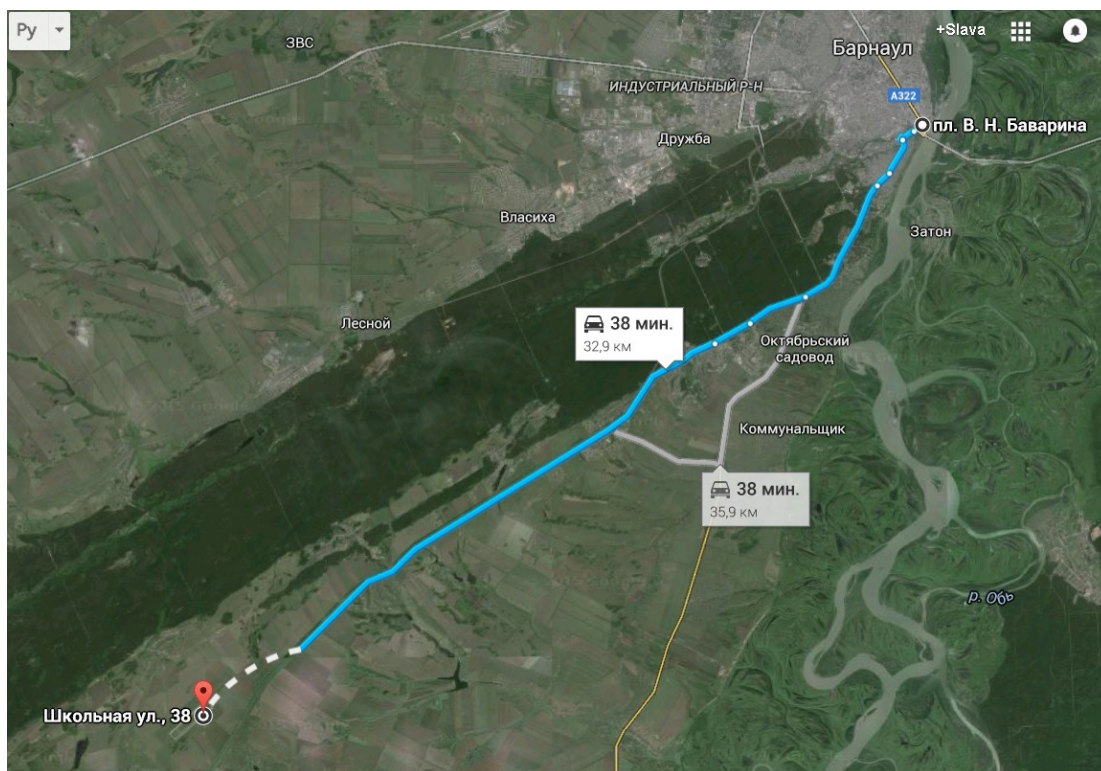 Ру
+Slava
ЗВС
Барнаул
ИНДУСТРИАЛЬНЫЙ Р-Н
А322
пл. В. Н. Баварина
Дружба
Власиха
Затон
Лесной
38 мин.
32,9 км
Октябрьский
садовод
Коммунальщик
38 мин.
35,9 км
р. Обь
Школьная ул., 38